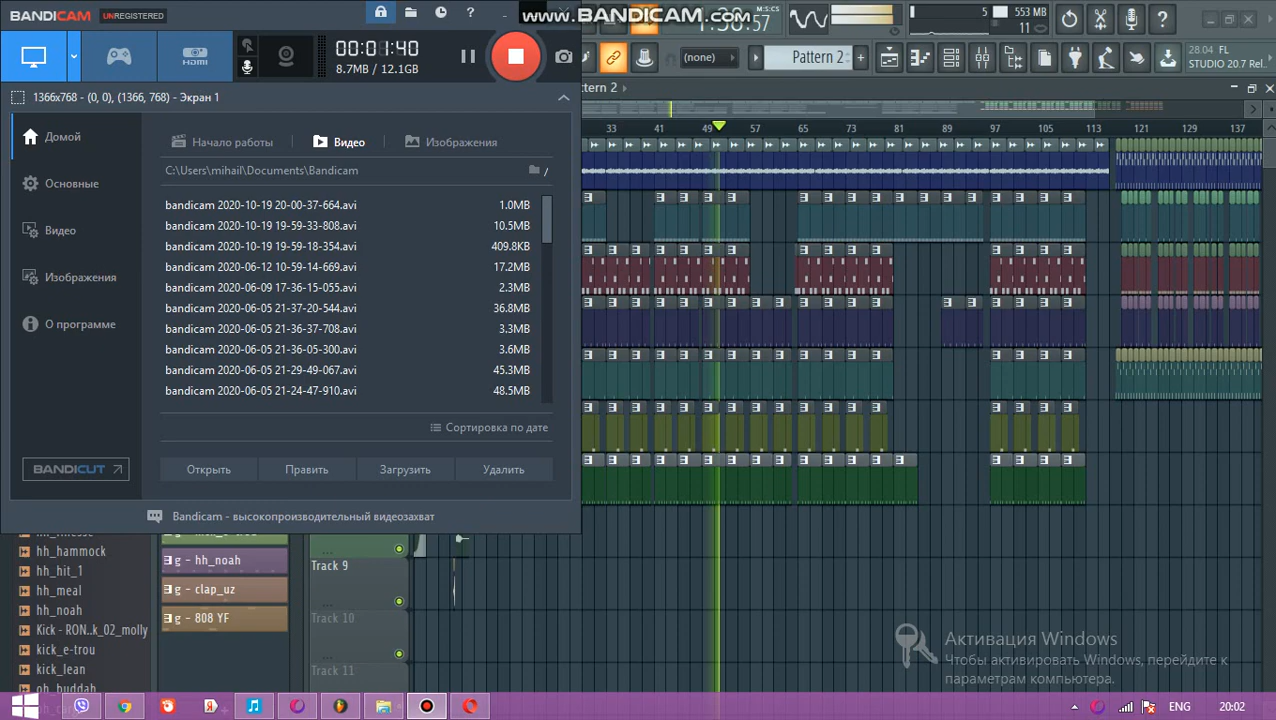 BANDICAM UNREGISTERED
www.BANDICAM.com
1:38:57
M:S:CS
5
553 MB
11
00:01:40
8.7MB / 12.1GB
HDMI
(none)
Pattern 2
28.04 FL
STUDIO 20.7 Rel.
1366x768 - (0, 0), (1366, 768) - Экран 1
ttern 2
Домой
Основные
Видео
Изображения
О программе
Начало работы
Видео
Изображения
C:\Users\mihail\Documents\Bandicam
bandicam 2020-10-19 20-00-37-664.avi 1.0MB
bandicam 2020-10-19 19-59-33-808.avi 10.5MB
bandicam 2020-10-19 19-59-18-354.avi 409.8KB
bandicam 2020-06-12 10-59-14-669.avi 17.2MB
bandicam 2020-06-09 17-36-16-055.avi 2.3MB
bandicam 2020-06-05 21-37-20-544.avi 36.8MB
bandicam 2020-06-05 21-36-37-708.avi 3.3MB
bandicam 2020-06-05 21-36-05-300.avi 3.6MB
bandicam 2020-06-05 21-29-49-067.avi 45.3MB
bandicam 2020-06-05 21-24-47-910.avi 48.5MB
Сортировка по дате
BANDICUT
Открыть
Править
Загрузить
Удалить
Bandicam - высокопроизводительный видеозахват
33 41 49 57 65 73 81 89 97 105 113 121 129 137
hh_hammock
hh_hit_1
hh_meal
hh_noah
Kick - RON..k_02_molly
kick_e-trou
kick_lean
oh_buddah
g - hh_noah
g - clap_uz
g - 808 YF
Track 9
Track 10
Track 11
Активация Windows
Чтобы активировать Windows, перейдите к
параметрам компьютера.
ENG
20:02